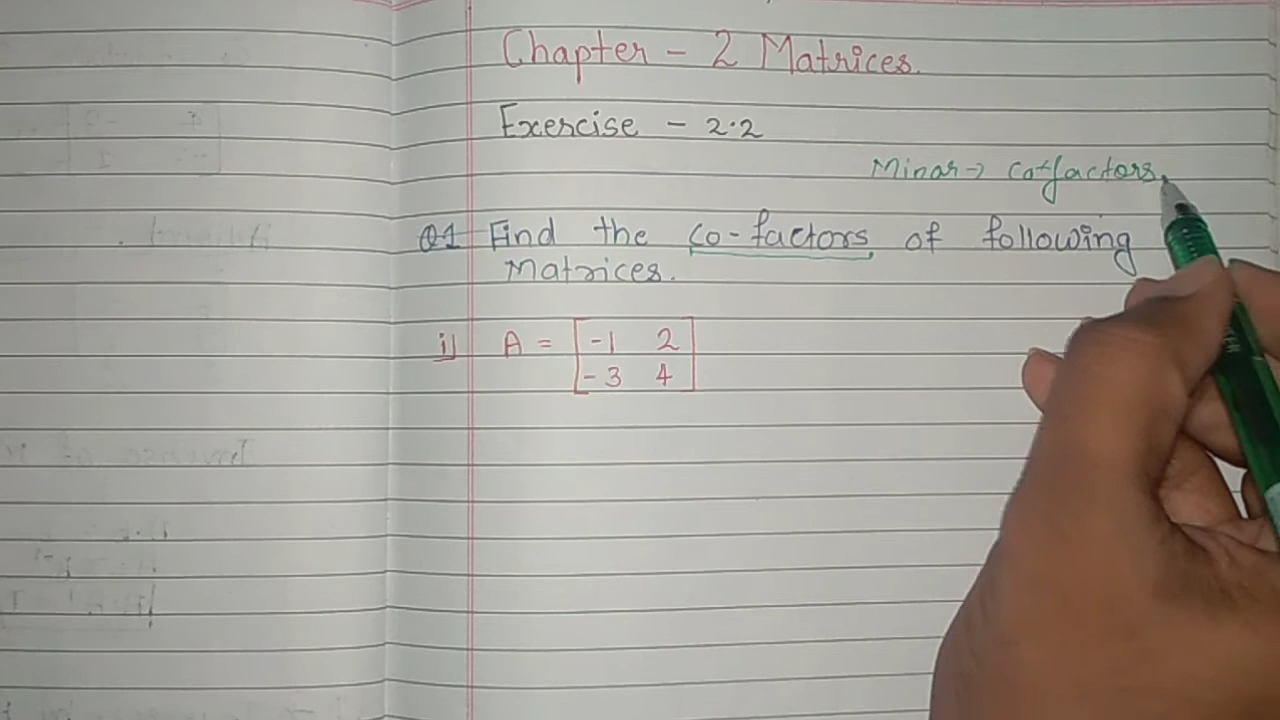 Chapter - 2 Matrices.
Exercise - 2.2
Minor → Co-factors.
Q1 Find the co-factors of following
Matrices.
i) A = [ -1 2
-3 4 ]